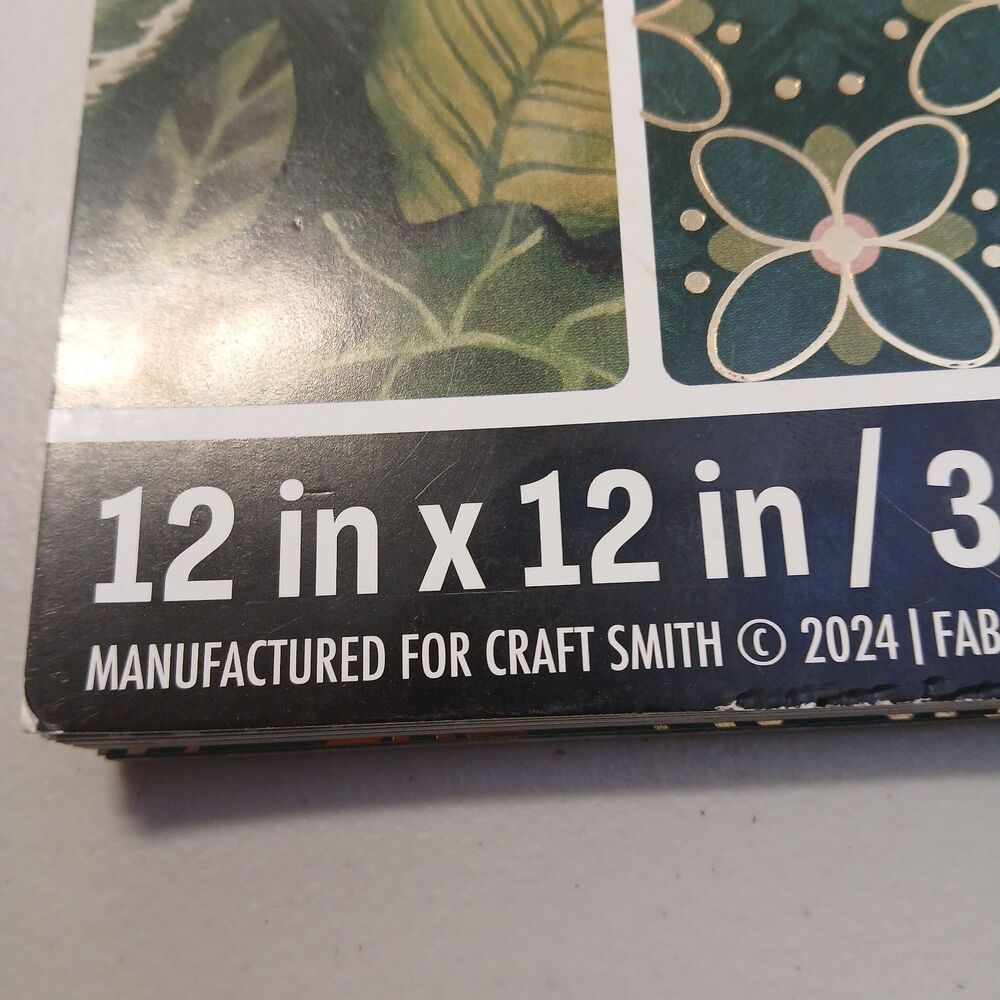 12 in x 12 in / 3
MANUFACTURED FOR CRAFT SMITH © 2024 | FAB